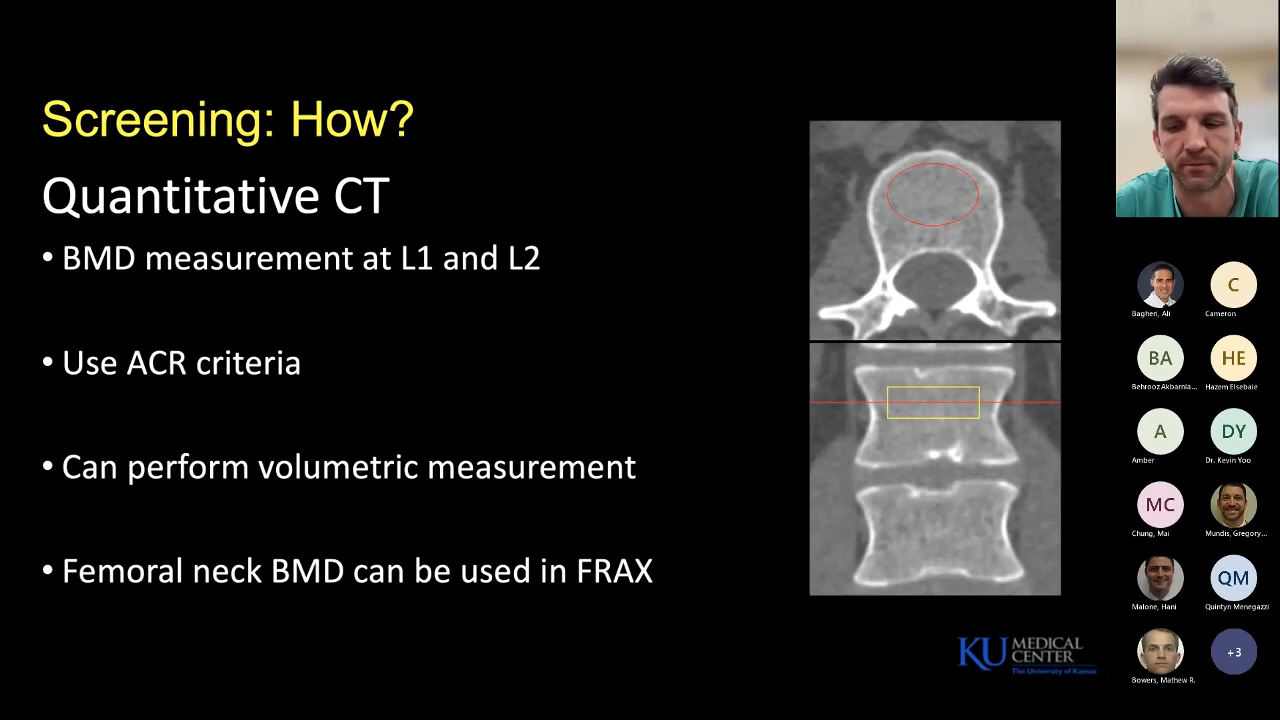 Screening: How?
Quantitative CT
• BMD measurement at L1 and L2
• Use ACR criteria
• Can perform volumetric measurement
• Femoral neck BMD can be used in FRAX
KU MEDICAL
CENTER
The University of Kansas
Bagheri, Ali
C
Cameron
BA
Behrooz Akbarnia...
HE
Hazem Elsebaie
A
Amber
DY
Dr. Kevin Yoo
MC
Chung, Mai
Mundis, Gregory...
Malone, Hani
QM
Quintyn Menegazzi
Bowers, Mathew R.
+3